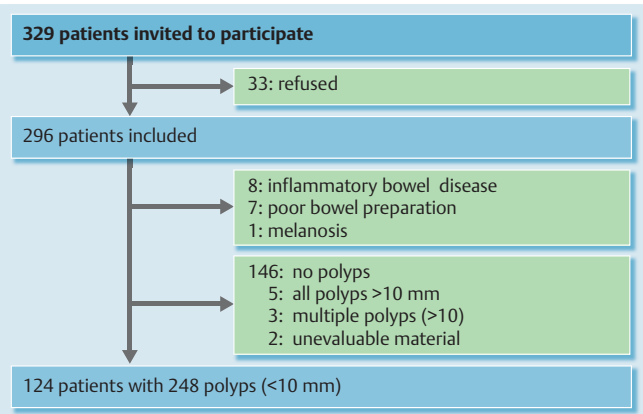 329 patients invited to participate
33: refused
296 patients included
8: inflammatory bowel disease
7: poor bowel preparation
1: melanosis
146: no polyps
5: all polyps >10 mm
3: multiple polyps (>10)
2: unevaluable material
124 patients with 248 polyps (<10 mm)